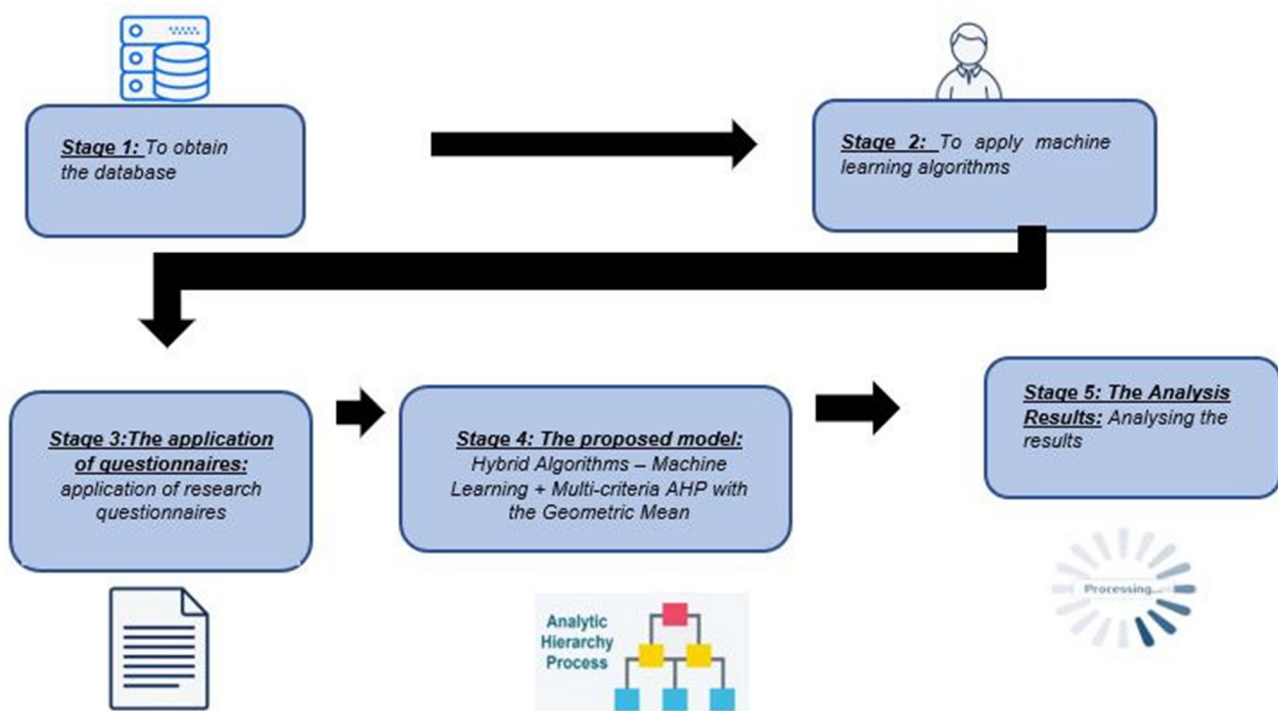 Stage 1: To obtain
the database
Stage 2: To apply machine
learning algorithms
Stage 3:The application
of questionnaires:
application of research
questionnaires
Stage 4: The proposed model:
Hybrid Algorithms – Machine
Learning + Multi-criteria AHP with
the Geometric Mean
Stage 5: The Analysis
Results: Analysing the
results
Analytic
Hierarchy
Process
Processing...